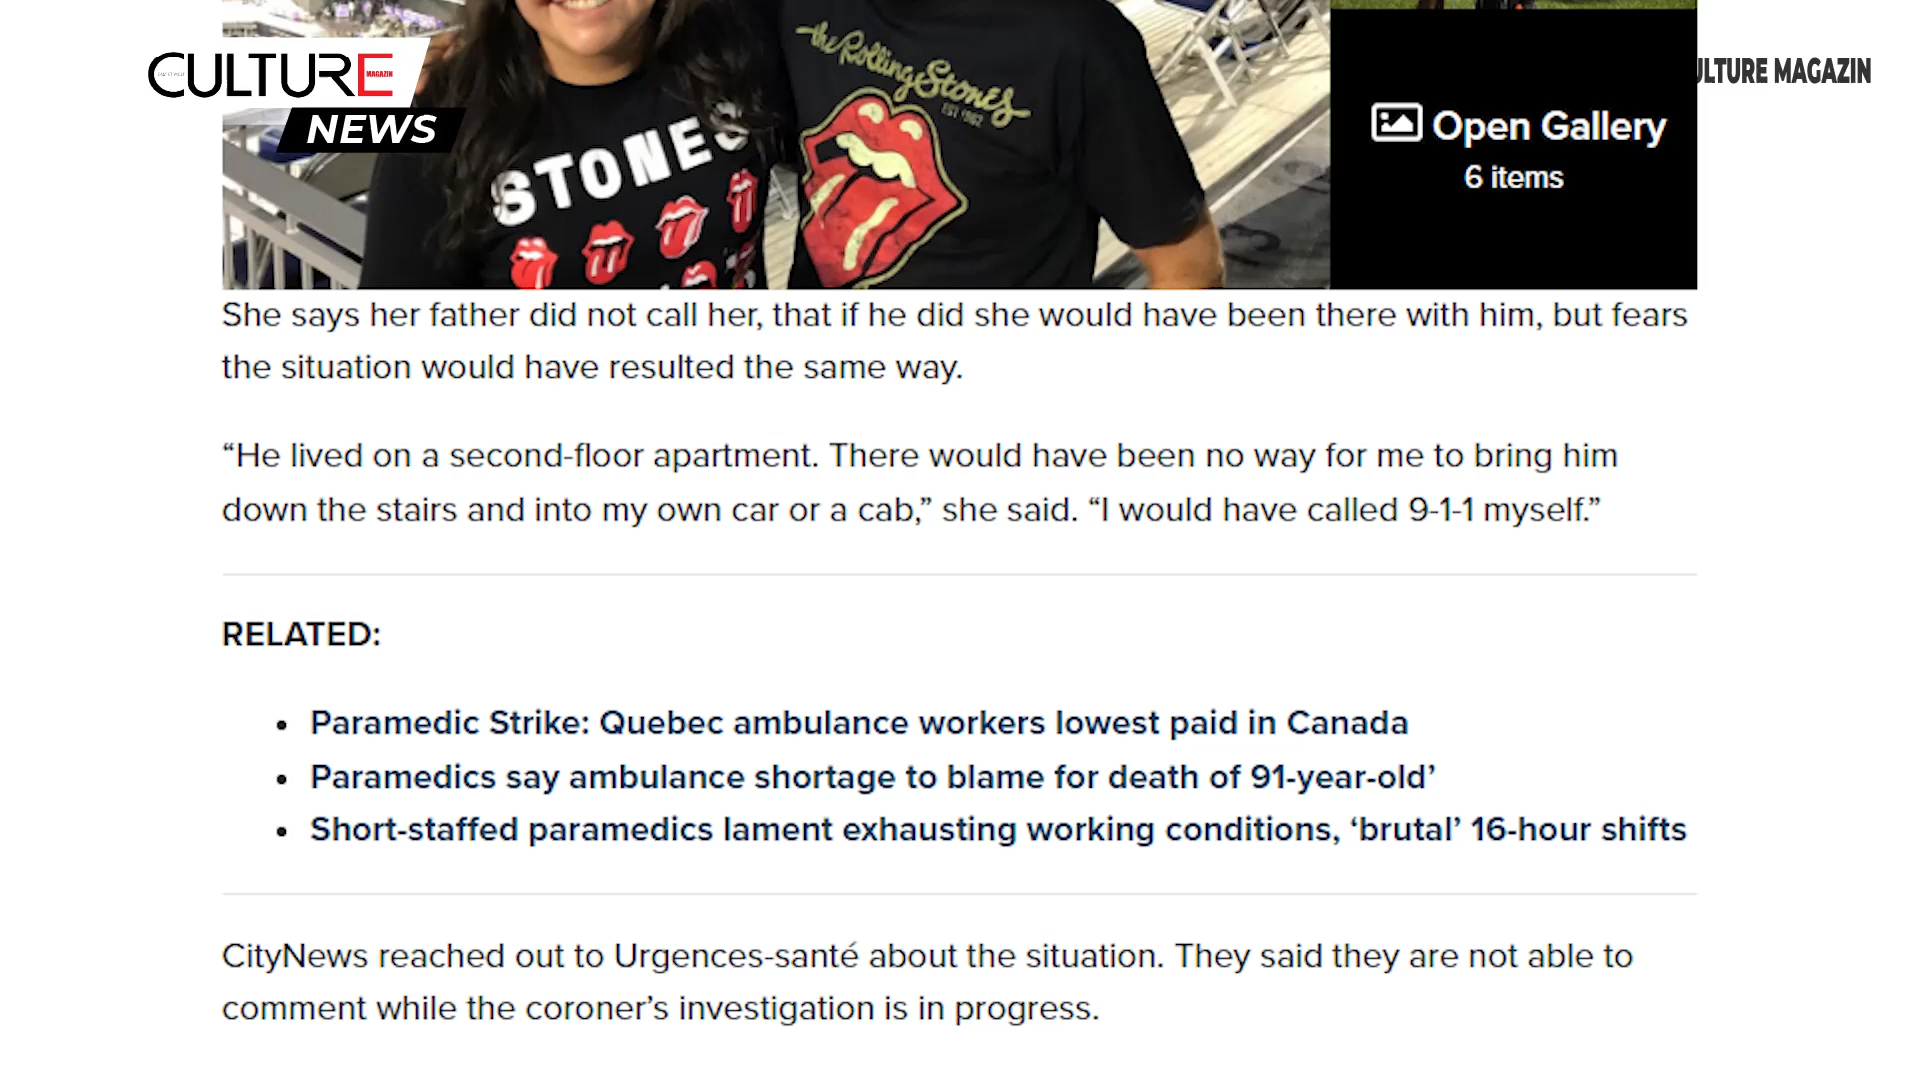 CULTURE
MAGAZIN
NEWS
ULTURE MAGAZIN
the Rolling Stones
EST 1962
STONES
Open Gallery
6 items
She says her father did not call her, that if he did she would have been there with him, but fears
the situation would have resulted the same way.
“He lived on a second-floor apartment. There would have been no way for me to bring him
down the stairs and into my own car or a cab,” she said. “I would have called 9-1-1 myself.”
RELATED:
• Paramedic Strike: Quebec ambulance workers lowest paid in Canada
• Paramedics say ambulance shortage to blame for death of 91-year-old’
• Short-staffed paramedics lament exhausting working conditions, ‘brutal’ 16-hour shifts
CityNews reached out to Urgences-santé about the situation. They said they are not able to
comment while the coroner’s investigation is in progress.